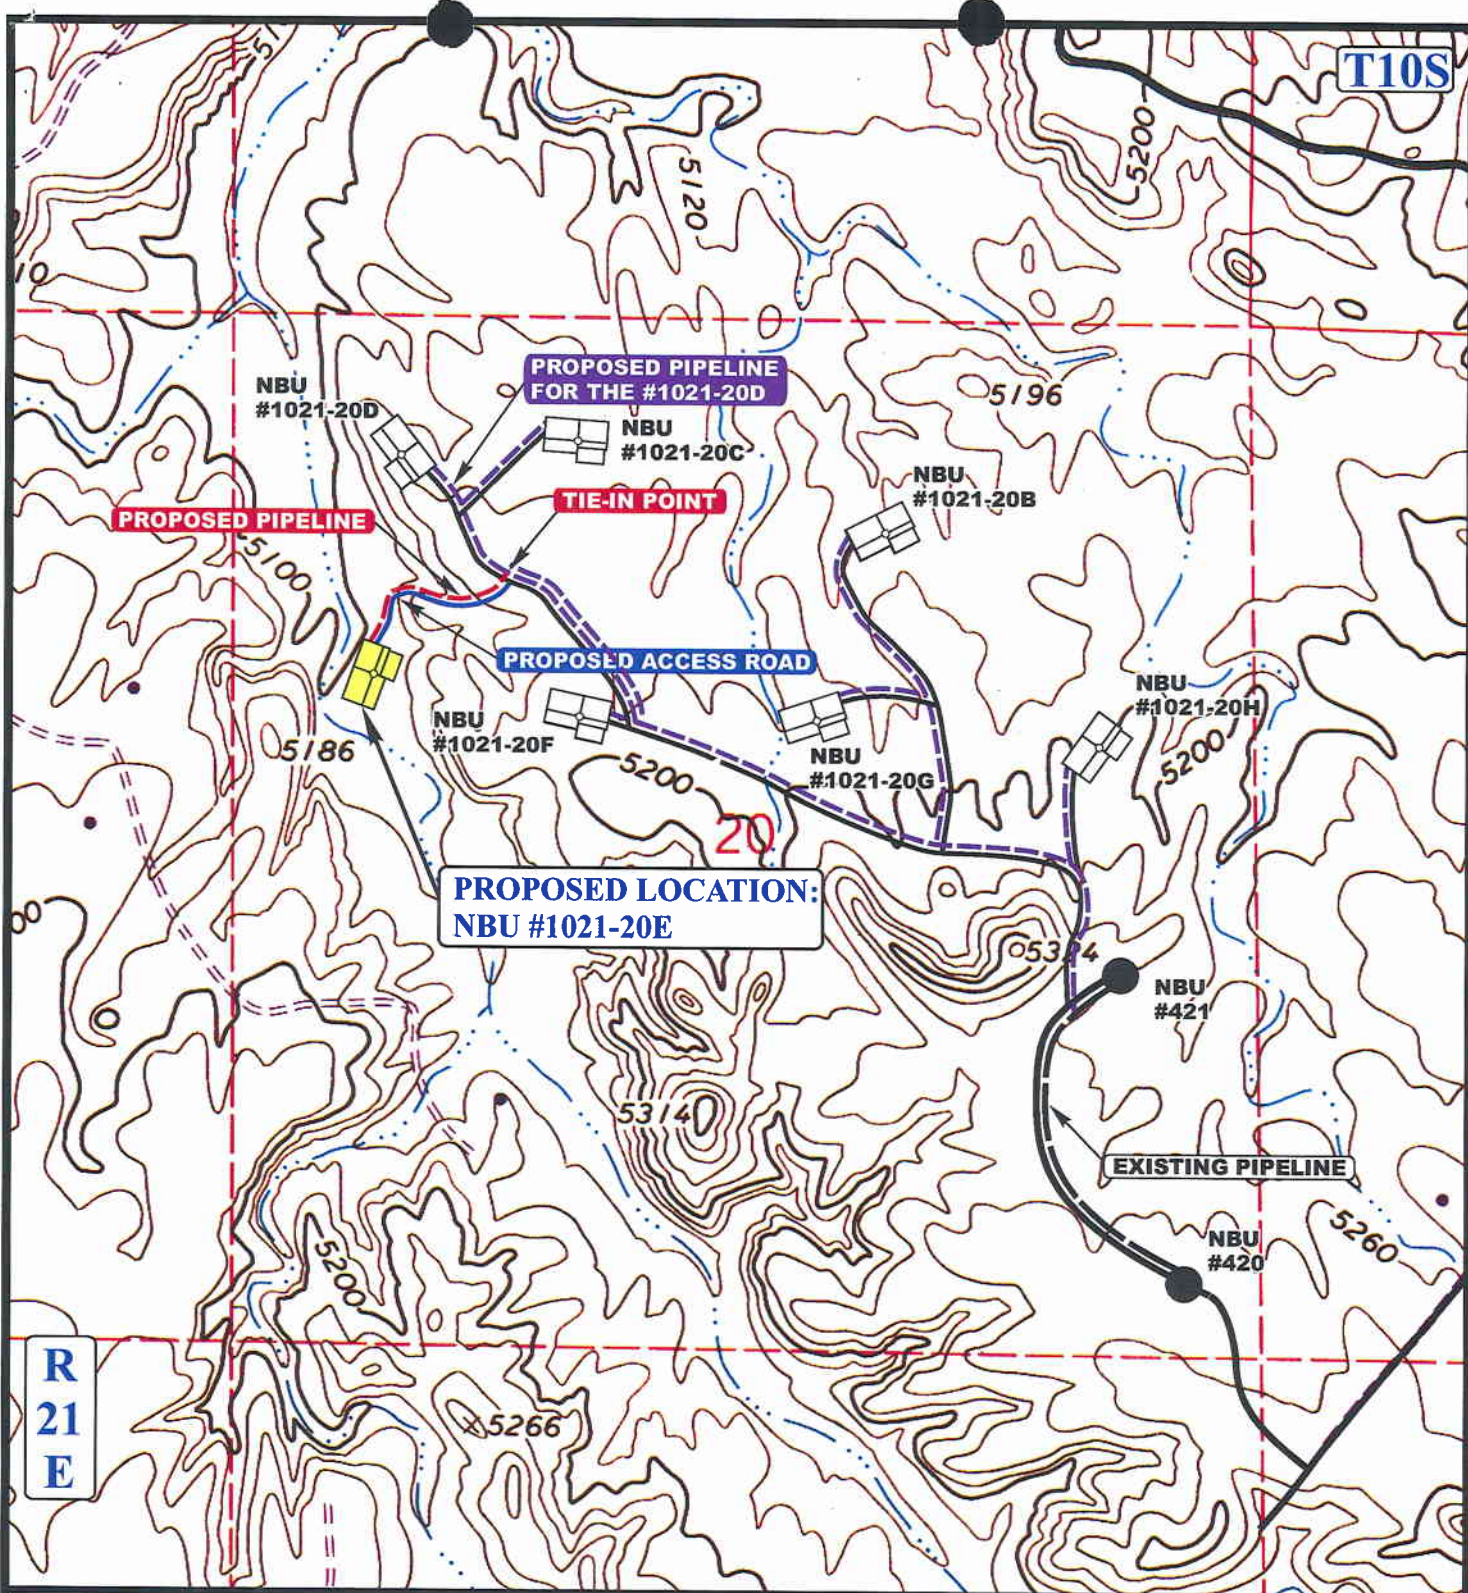 T10S
5120
5200
PROPOSED PIPELINE
FOR THE #1021-20D
NBU
#1021-20D
NBU
#1021-20C
5196
NBU
#1021-20B
TIE-IN POINT
PROPOSED PIPELINE
5100
PROPOSED ACCESS ROAD
NBU
#1021-20H
NBU
#1021-20F
5186
5200
NBU
#1021-20G
5200
20
PROPOSED LOCATION:
NBU #1021-20E
NBU
#421
5314
EXISTING PIPELINE
NBU
#420
5260
5200
R
21
E
5266